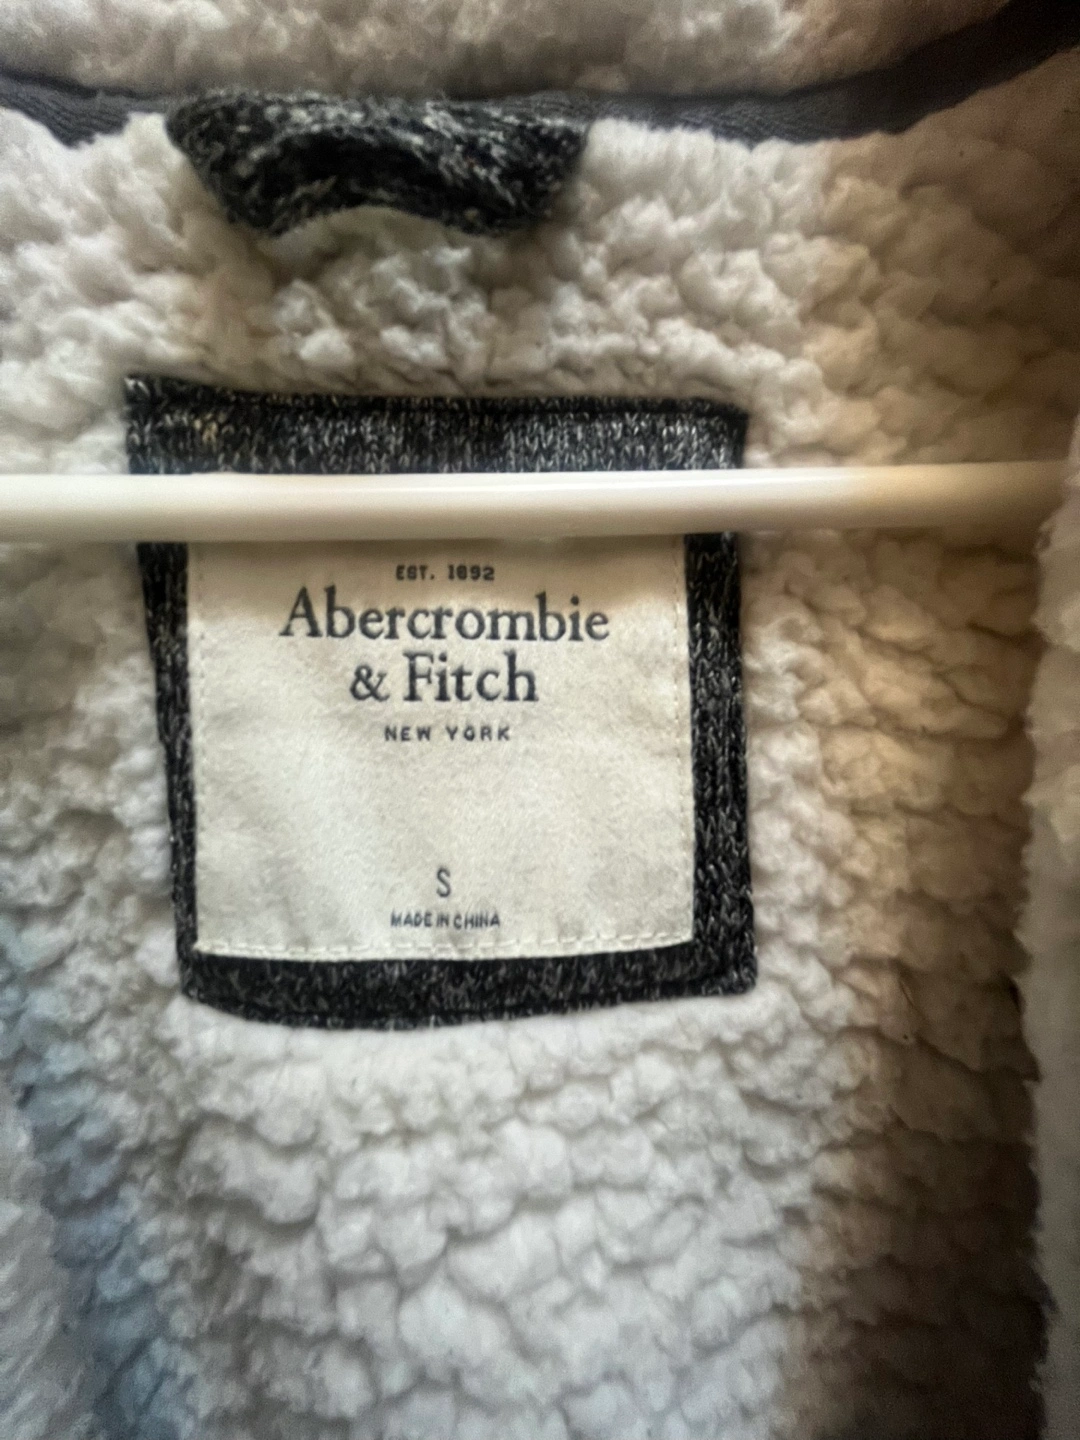 EST. 1892
Abercrombie
& Fitch
NEW YORK
S
MADE IN CHINA